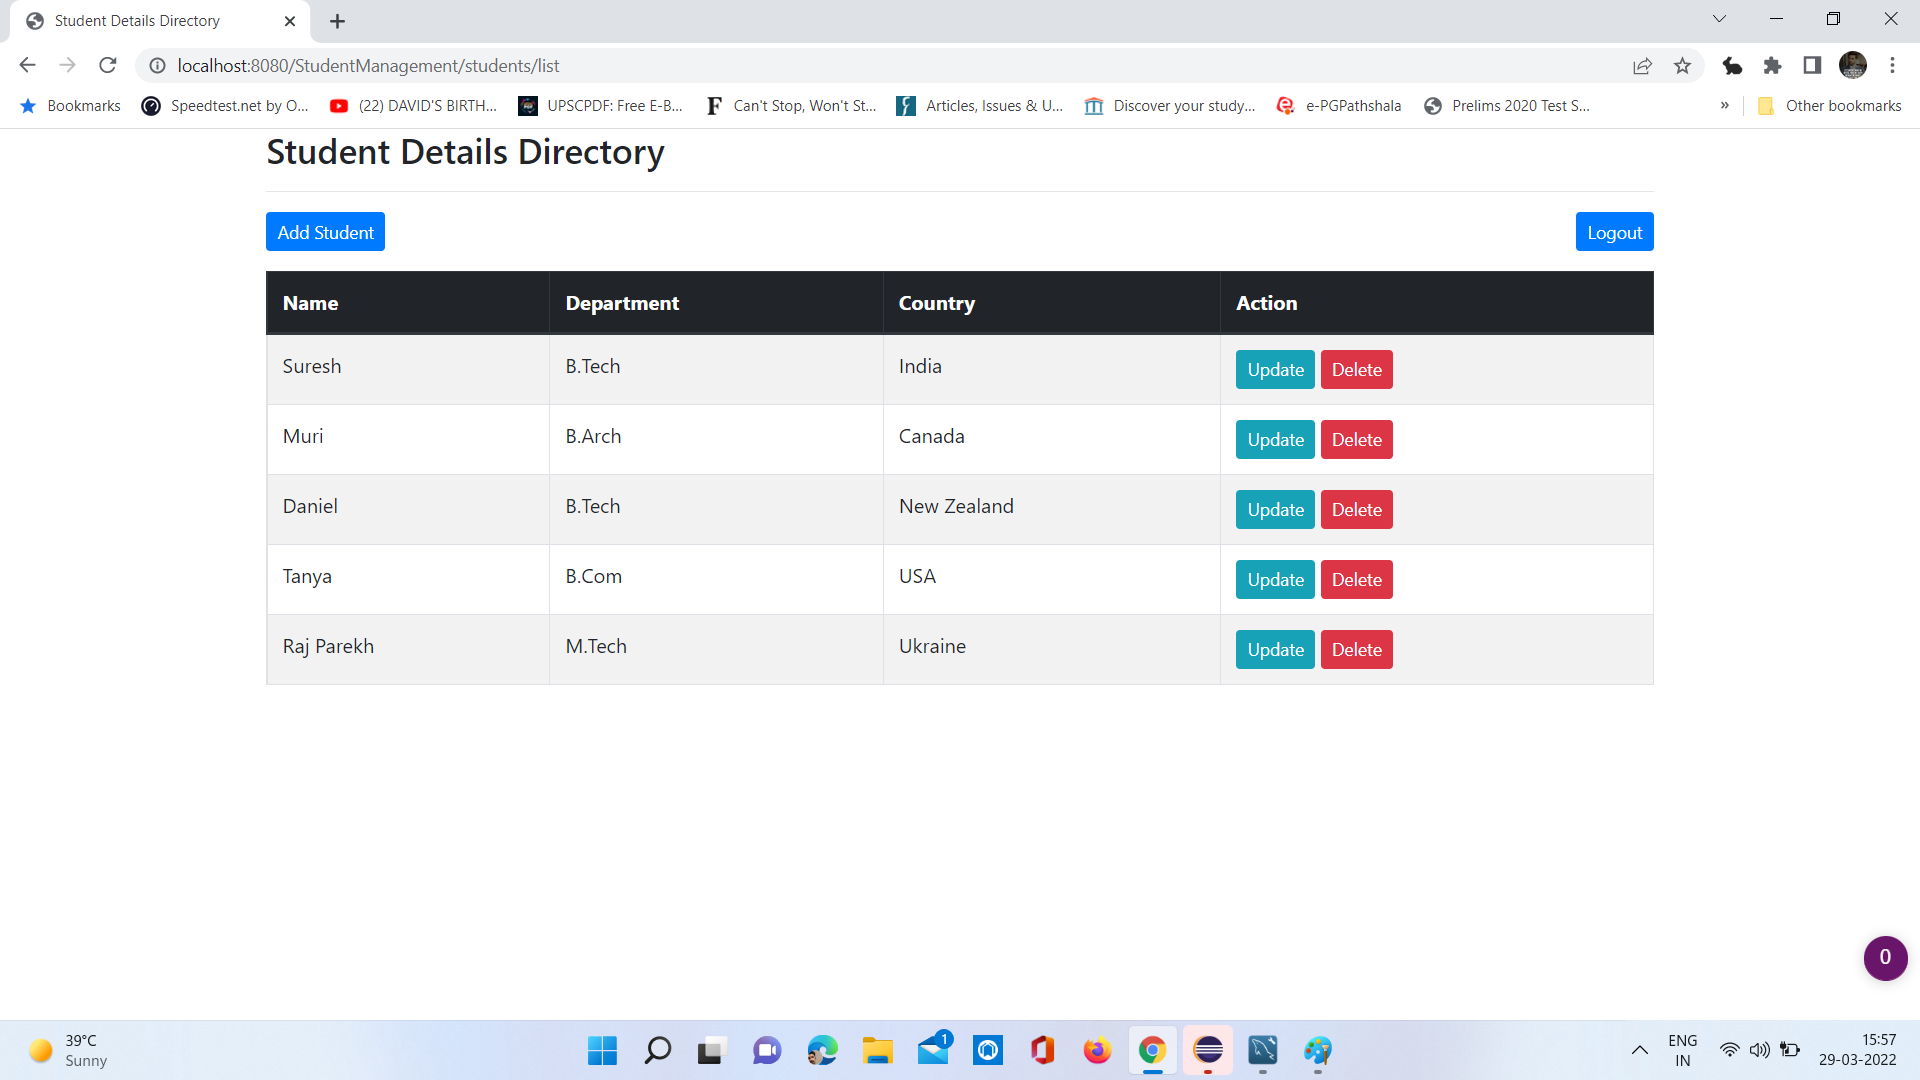 Student Details Directory
localhost:8080/StudentManagement/students/list
Bookmarks Speedtest.net by O... (22) DAVID'S BIRTH... UPSCPDF: Free E-B... Can't Stop, Won't St... Articles, Issues & U... Discover your study... e-PGPathshala Prelims 2020 Test S... » Other bookmarks
Student Details Directory
Add Student Logout
Name Department Country Action
Suresh B.Tech India Update Delete
Muri B.Arch Canada Update Delete
Daniel B.Tech New Zealand Update Delete
Tanya B.Com USA Update Delete
Raj Parekh M.Tech Ukraine Update Delete
0
39°C
Sunny
1
ENG
IN
15:57
29-03-2022